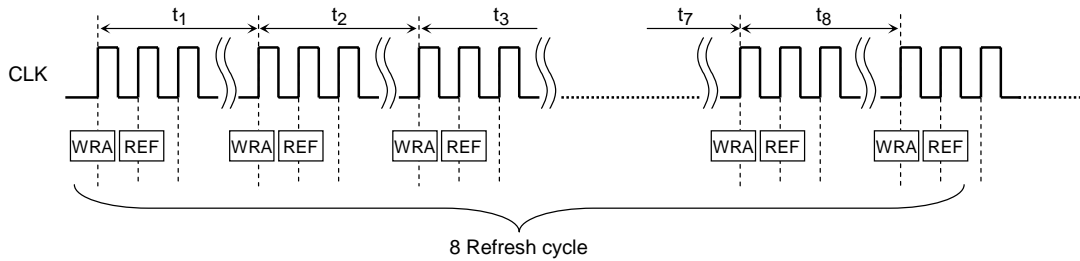 t1 t2 t3 t7 t8
CLK
WRA REF WRA REF WRA REF WRA REF WRA REF
8 Refresh cycle